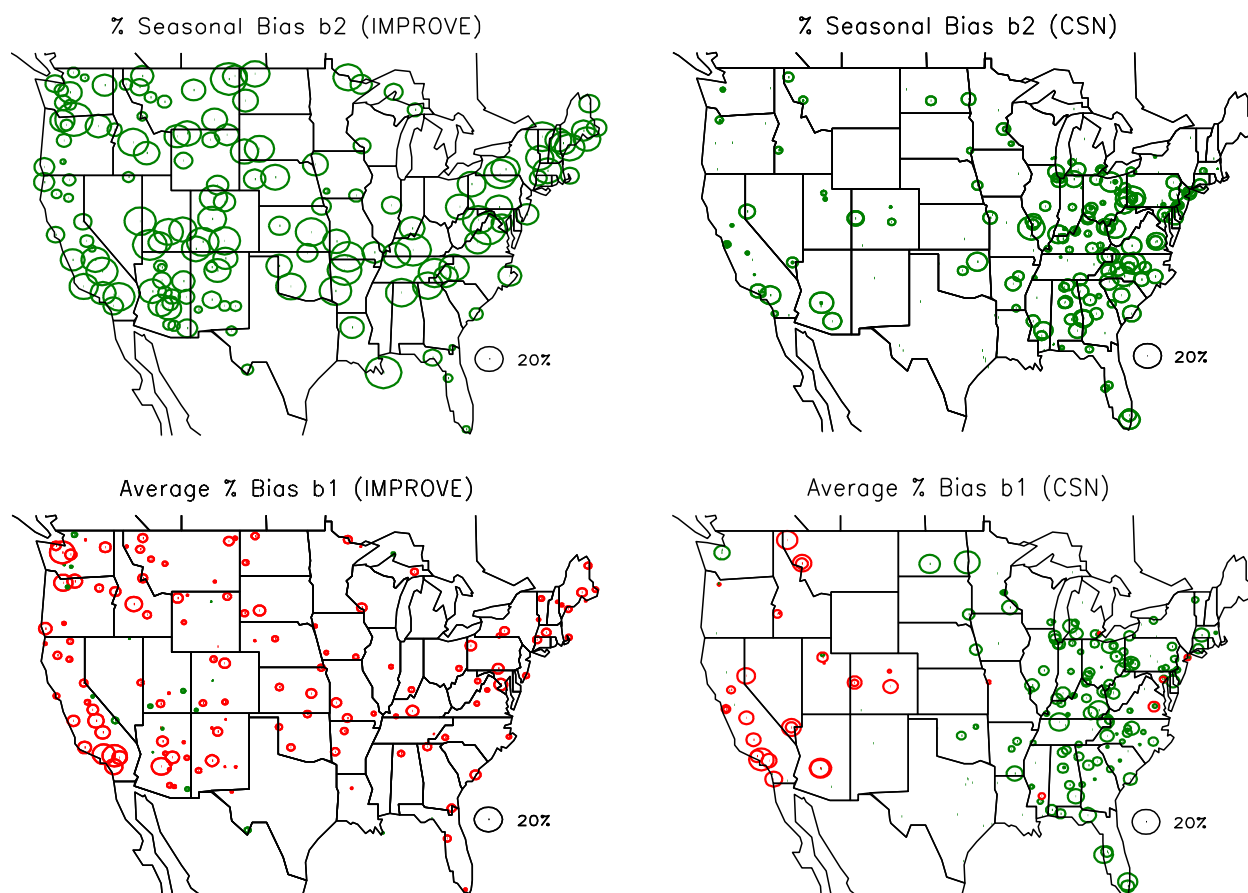 % Seasonal Bias b2 (IMPROVE)
% Seasonal Bias b2 (CSN)
20%
20%
Average % Bias b1 (IMPROVE)
Average % Bias b1 (CSN)
20%
20%